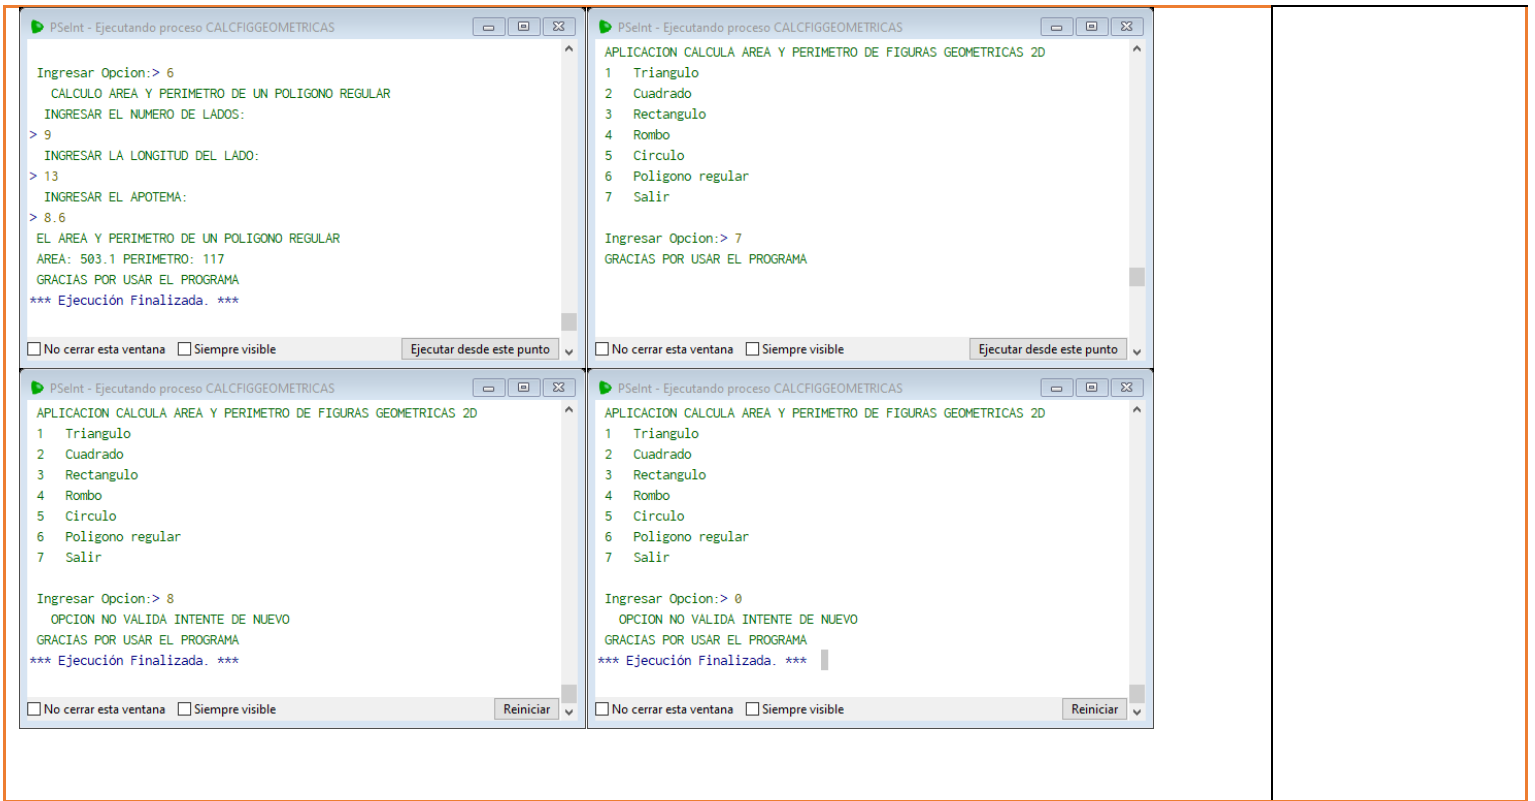 PSeInt - Ejecutando proceso CALCFIGGEOMETRICAS
Ingresar Opcion:> 6
CALCULO AREA Y PERIMETRO DE UN POLIGONO REGULAR
INGRESAR EL NUMERO DE LADOS:
> 9
INGRESAR LA LONGITUD DEL LADO:
> 13
INGRESAR EL APOTEMA:
> 8.6
EL AREA Y PERIMETRO DE UN POLIGONO REGULAR
AREA: 503.1 PERIMETRO: 117
GRACIAS POR USAR EL PROGRAMA
*** Ejecución Finalizada. ***
No cerrar esta ventana Siempre visible Ejecutar desde este punto
PSeInt - Ejecutando proceso CALCFIGGEOMETRICAS
APLICACION CALCULA AREA Y PERIMETRO DE FIGURAS GEOMETRICAS 2D
1 Triangulo
2 Cuadrado
3 Rectangulo
4 Rombo
5 Circulo
6 Poligono regular
7 Salir
Ingresar Opcion:> 7
GRACIAS POR USAR EL PROGRAMA
No cerrar esta ventana Siempre visible Ejecutar desde este punto
PSeInt - Ejecutando proceso CALCFIGGEOMETRICAS
APLICACION CALCULA AREA Y PERIMETRO DE FIGURAS GEOMETRICAS 2D
1 Triangulo
2 Cuadrado
3 Rectangulo
4 Rombo
5 Circulo
6 Poligono regular
7 Salir
Ingresar Opcion:> 8
OPCION NO VALIDA INTENTE DE NUEVO
GRACIAS POR USAR EL PROGRAMA
*** Ejecución Finalizada. ***
No cerrar esta ventana Siempre visible Reiniciar
PSeInt - Ejecutando proceso CALCFIGGEOMETRICAS
APLICACION CALCULA AREA Y PERIMETRO DE FIGURAS GEOMETRICAS 2D
1 Triangulo
2 Cuadrado
3 Rectangulo
4 Rombo
5 Circulo
6 Poligono regular
7 Salir
Ingresar Opcion:> 0
OPCION NO VALIDA INTENTE DE NUEVO
GRACIAS POR USAR EL PROGRAMA
*** Ejecución Finalizada. ***
No cerrar esta ventana Siempre visible Reiniciar